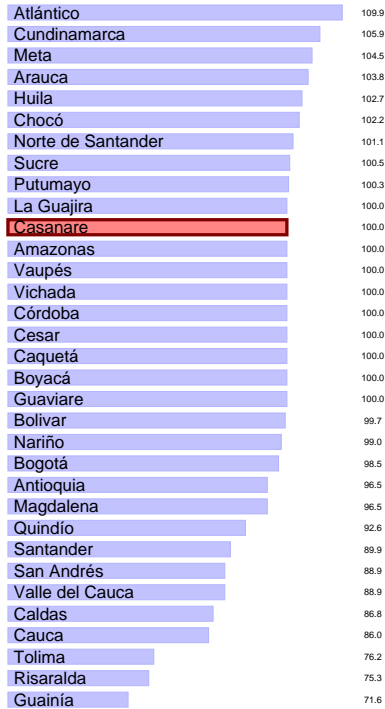 Atlántico 109.9
Cundinamarca 105.9
Meta 104.5
Arauca 103.8
Huila 102.7
Chocó 102.2
Norte de Santander 101.1
Sucre 100.5
Putumayo 100.3
La Guajira 100.0
Casanare 100.0
Amazonas 100.0
Vaupés 100.0
Vichada 100.0
Córdoba 100.0
Cesar 100.0
Caquetá 100.0
Boyacá 100.0
Guaviare 100.0
Bolivar 99.7
Nariño 99.0
Bogotá 98.5
Antioquia 96.5
Magdalena 96.5
Quindío 92.6
Santander 89.9
San Andrés 88.9
Valle del Cauca 88.9
Caldas 86.8
Cauca 86.0
Tolima 76.2
Risaralda 75.3
Guainía 71.6